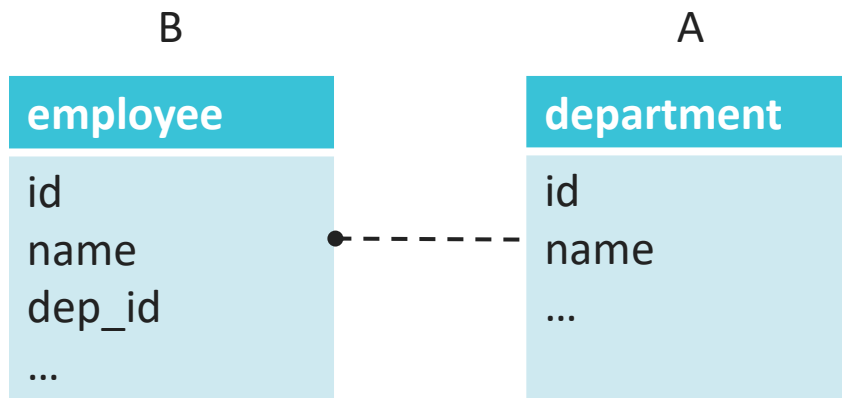 B
employee
id
name
dep_id
...
A
department
id
name
...